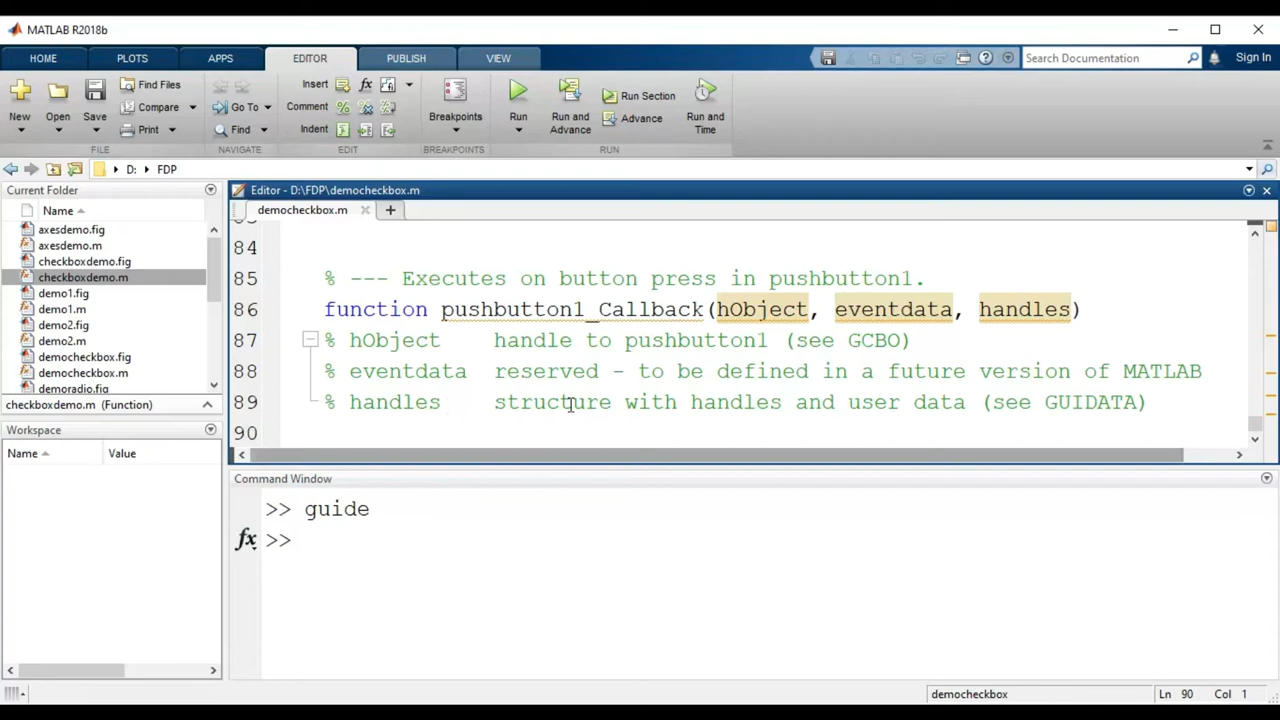 MATLAB R2018b
HOME PLOTS APPS EDITOR PUBLISH VIEW Search Documentation Sign In
New Open Save Find Files Compare Print Go To Find Insert Comment Indent fx Breakpoints Run Run and Advance Run Section Advance Run and Time
FILE NAVIGATE EDIT BREAKPOINTS RUN
D: FDP
Current Folder
Name
axesdemo.fig
axesdemo.m
checkboxdemo.fig
checkboxdemo.m
demo1.fig
demo1.m
demo2.fig
demo2.m
democheckbox.fig
democheckbox.m
demoradio.fig
checkboxdemo.m (Function)
Workspace
Name Value
Editor - D:\FDP\democheckbox.m
democheckbox.m
84
85 % --- Executes on button press in pushbutton1.
86 function pushbutton1_Callback(hObject, eventdata, handles)
87 % hObject handle to pushbutton1 (see GCBO)
88 % eventdata reserved - to be defined in a future version of MATLAB
89 % handles structure with handles and user data (see GUIDATA)
90
Command Window
>> guide
fx >>
democheckbox Ln 90 Col 1